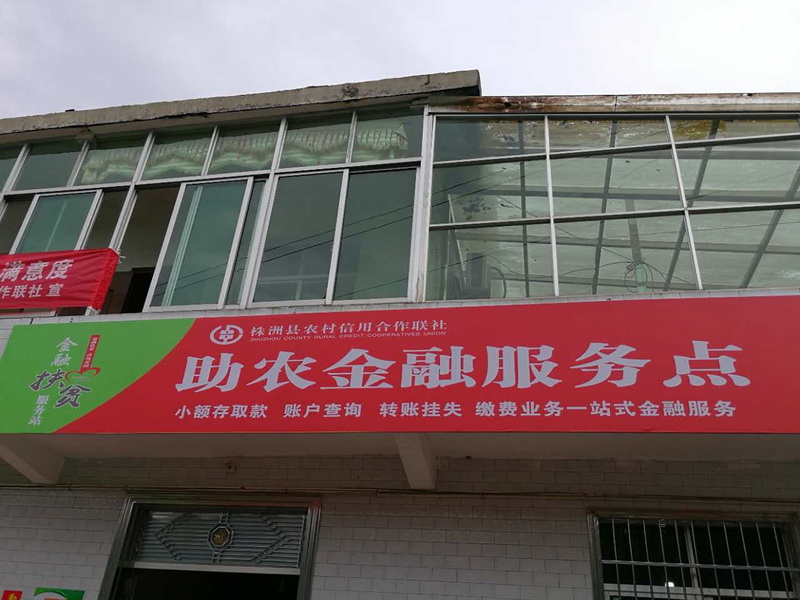 满意度
作联社 宣
株洲县农村信用合作联社
ZHUZHOU COUNTY RURAL CREDIT COOPERATIVES UNION
助农金融服务点
小额存取款 账户查询 转账挂失 缴费业务一站式金融服务
金融
扶贫
服务站